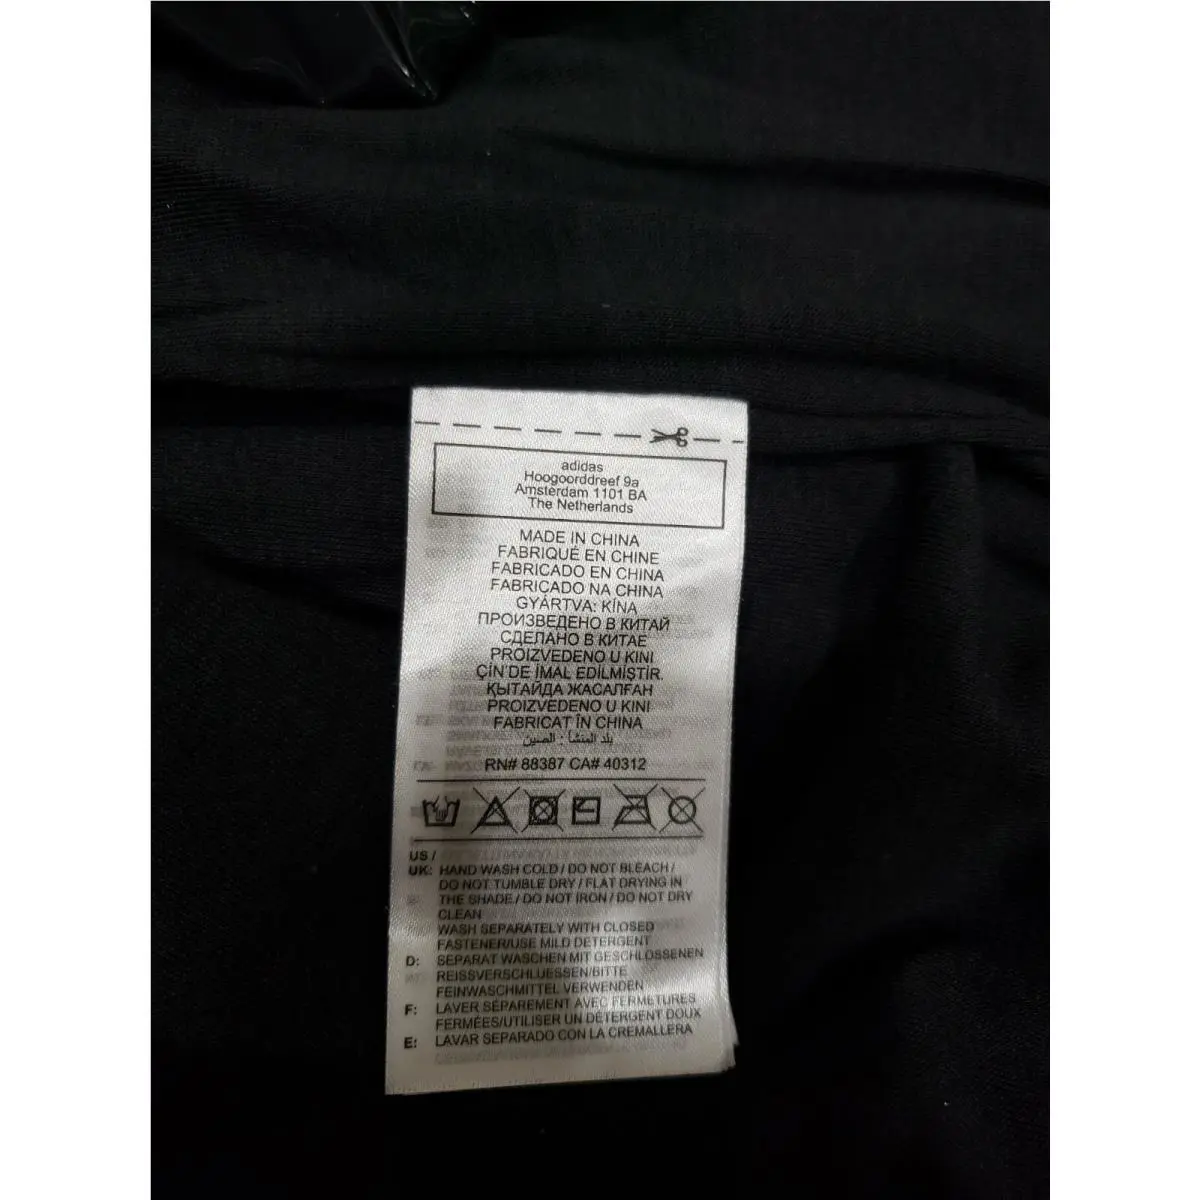 adidas
Hoogoorddreef 9a
Amsterdam 1101 BA
The Netherlands
MADE IN CHINA
FABRIQUÉ EN CHINE
FABRICADO EN CHINA
FABRICADO NA CHINA
GYÁRTVA: KÍNA
ПРОИЗВЕДЕНО В КИТАЙ
СДЕЛАНО В КИТАЕ
PROIZVEDENO U KINI
ÇİN'DE İMAL EDİLMİŞTİR.
ҚЫТАЙДА ЖАСАЛҒАН
PROIZVEDENO U KINI
FABRICAT ÎN CHINA
بلد المنشأ : الصين
RN# 88387 CA# 40312
US /
UK: HAND WASH COLD / DO NOT BLEACH /
DO NOT TUMBLE DRY / FLAT DRYING IN
THE SHADE / DO NOT IRON / DO NOT DRY
CLEAN
WASH SEPARATELY WITH CLOSED
FASTENER/USE MILD DETERGENT
D: SEPARAT WASCHEN MIT GESCHLOSSENEN
REISSVERSCHLUESSEN/BITTE
FEINWASCHMITTEL VERWENDEN
F: LAVER SÉPAREMENT AVEC FERMETURES
FERMÉES/UTILISER UN DÉTERGENT DOUX
E: LAVAR SEPARADO CON LA CREMALLERA